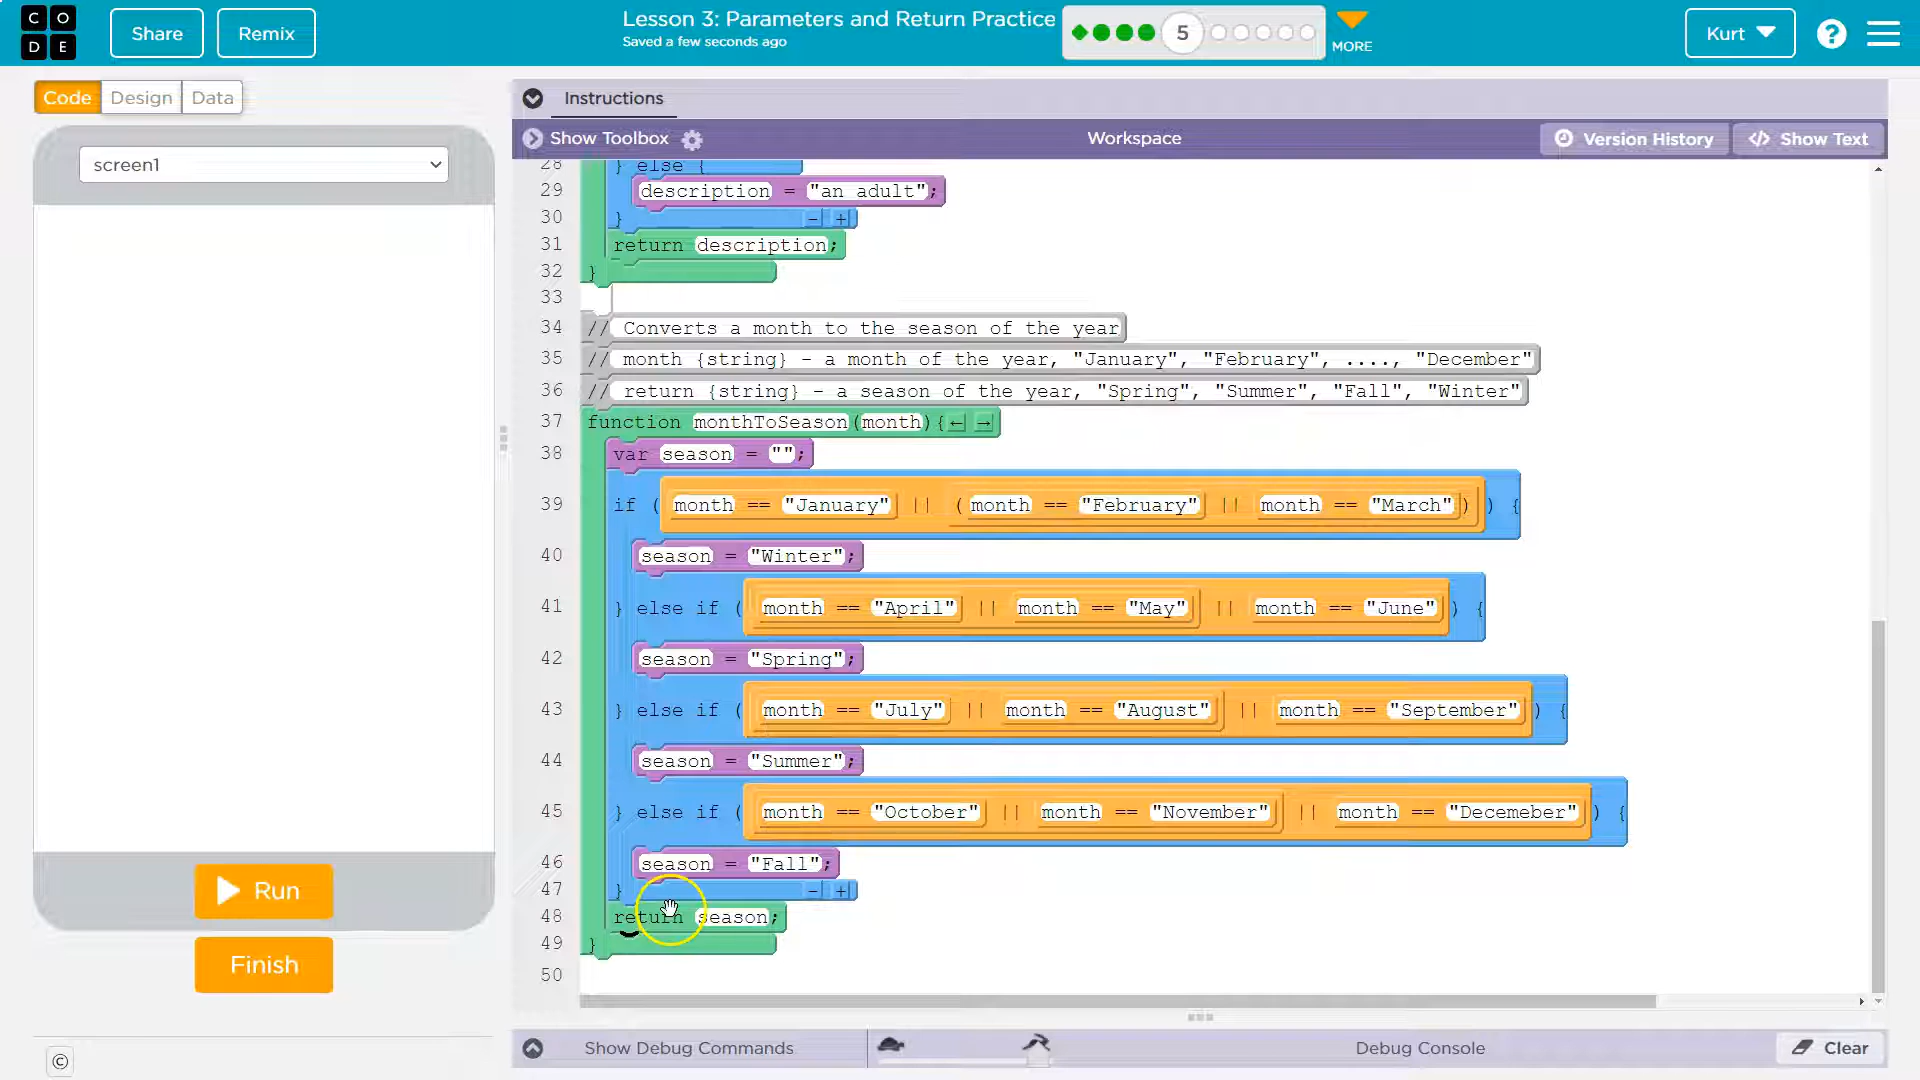 CO
DE
Share
Remix
Lesson 3: Parameters and Return Practice
Saved a few seconds ago
5
MORE
Kurt
?
Code
Design
Data
Instructions
Show Toolbox
Workspace
Version History
</> Show Text
screen1
28 } else {
29 description = "an adult";
30 } - +
31 return description;
32 }
33
34 // Converts a month to the season of the year
35 // month {string} - a month of the year, "January", "February", ...., "December"
36 // return {string} - a season of the year, "Spring", "Summer", "Fall", "Winter"
37 function monthToSeason(month){ ← →
38 var season = "";
39 if (month == "January" || (month == "February" || month == "March")) {
40 season = "Winter";
41 } else if (month == "April" || month == "May" || month == "June") {
42 season = "Spring";
43 } else if (month == "July" || month == "August" || month == "September") {
44 season = "Summer";
45 } else if (month == "October" || month == "November" || month == "Decemeber") {
46 season = "Fall";
47 } - +
48 return season;
49 }
50
Run
Finish
©
Show Debug Commands
Debug Console
Clear